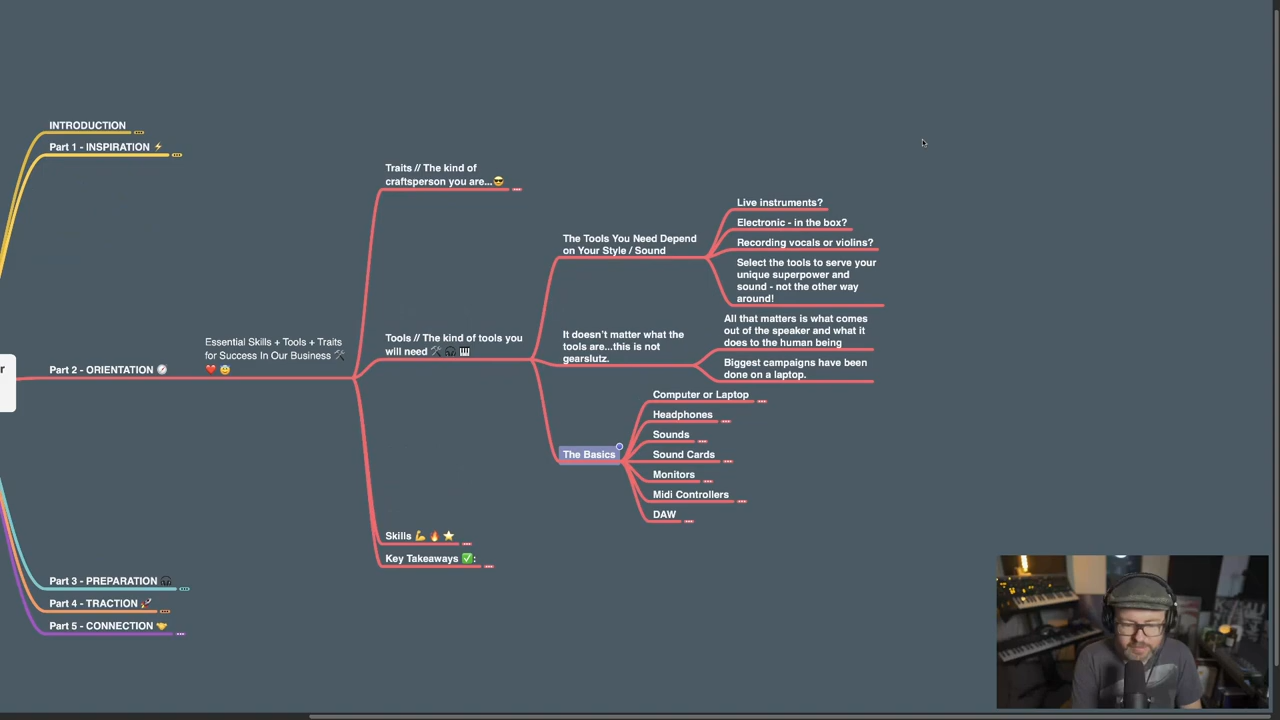 INTRODUCTION
Part 1 - INSPIRATION ⚡
Part 2 - ORIENTATION 🧭
Essential Skills + Tools + Traits
for Success In Our Business 🛠
❤️ 😇
Traits // The kind of
craftsperson you are...😎
Tools // The kind of tools you
will need 🛠 🎧 🎹
The Tools You Need Depend
on Your Style / Sound
Live instruments?
Electronic - in the box?
Recording vocals or violins?
Select the tools to serve your
unique superpower and
sound - not the other way
around!
It doesn't matter what the
tools are...this is not
gearslutz.
All that matters is what comes
out of the speaker and what it
does to the human being
Biggest campaigns have been
done on a laptop.
The Basics
Computer or Laptop
Headphones
Sounds
Sound Cards
Monitors
Midi Controllers
DAW
Skills 💪 🔥 ⭐
Key Takeaways ✅:
Part 3 - PREPARATION 🎧
Part 4 - TRACTION 🚀
Part 5 - CONNECTION 🤝
r